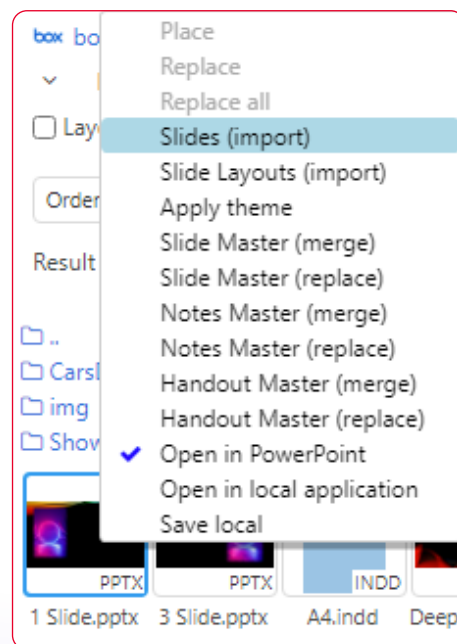 box bo
Place
Replace
Replace all
Lay
Slides (import)
Slide Layouts (import)
Order
Apply theme
Slide Master (merge)
Result
Slide Master (replace)
Notes Master (merge)
..
Notes Master (replace)
Cars
Handout Master (merge)
img
Handout Master (replace)
Show
Open in PowerPoint
Open in local application
Save local
PPTX PPTX INDD
1 Slide.pptx 3 Slide.pptx A4.indd Deep